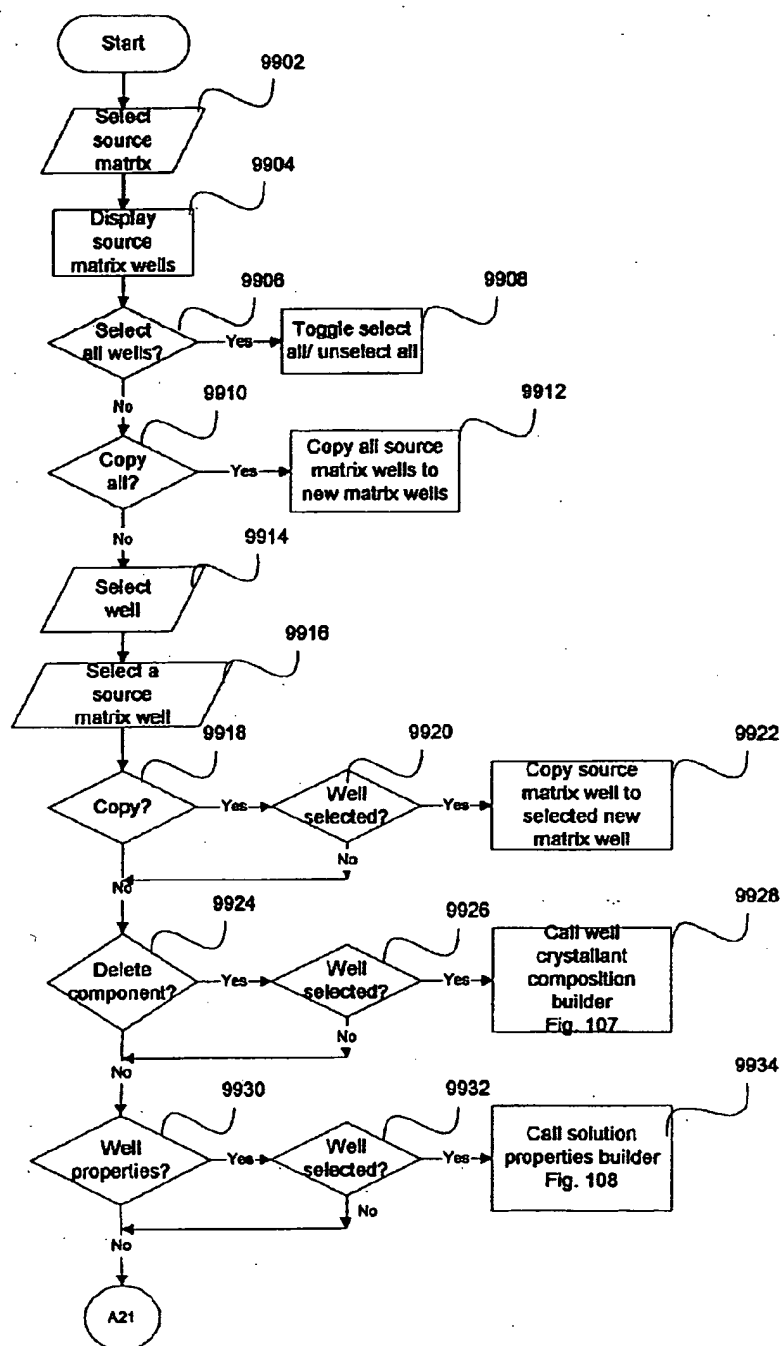 Start
9902
Select
source
matrix
9904
Display
source
matrix wells
9906
9908
Select
all wells?
Yes
Toggle select
all/ unselect all
No
9910
9912
Copy
all?
Yes
Copy all source
matrix wells to
new matrix wells
No
9914
Select
well
9916
Select a
source
matrix well
9918
9920
9922
Copy?
Yes
Well
selected?
Yes
Copy source
matrix well to
selected new
matrix well
No
No
9924
9926
9928
Delete
component?
Yes
Well
selected?
Yes
Call well
crystallant
composition
builder
Fig. 107
No
No
9930
9932
9934
Well
properties?
Yes
Well
selected?
Yes
Call solution
properties builder
Fig. 108
No
No
A21